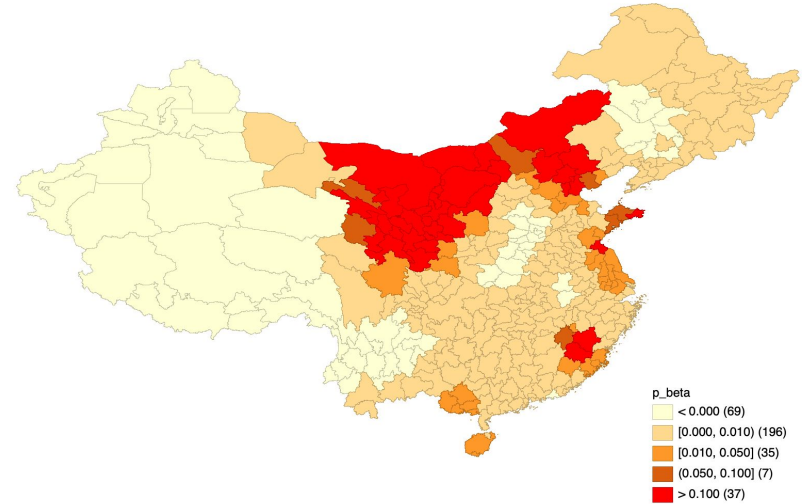 p_beta
< 0.000 (69)
[0.000, 0.010) (196)
[0.010, 0.050] (35)
(0.050, 0.100] (7)
> 0.100 (37)